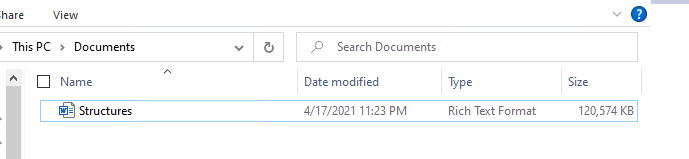 Share View
This PC Documents Search Documents
Name Date modified Type Size
Structures 4/17/2021 11:23 PM Rich Text Format 120,574 KB